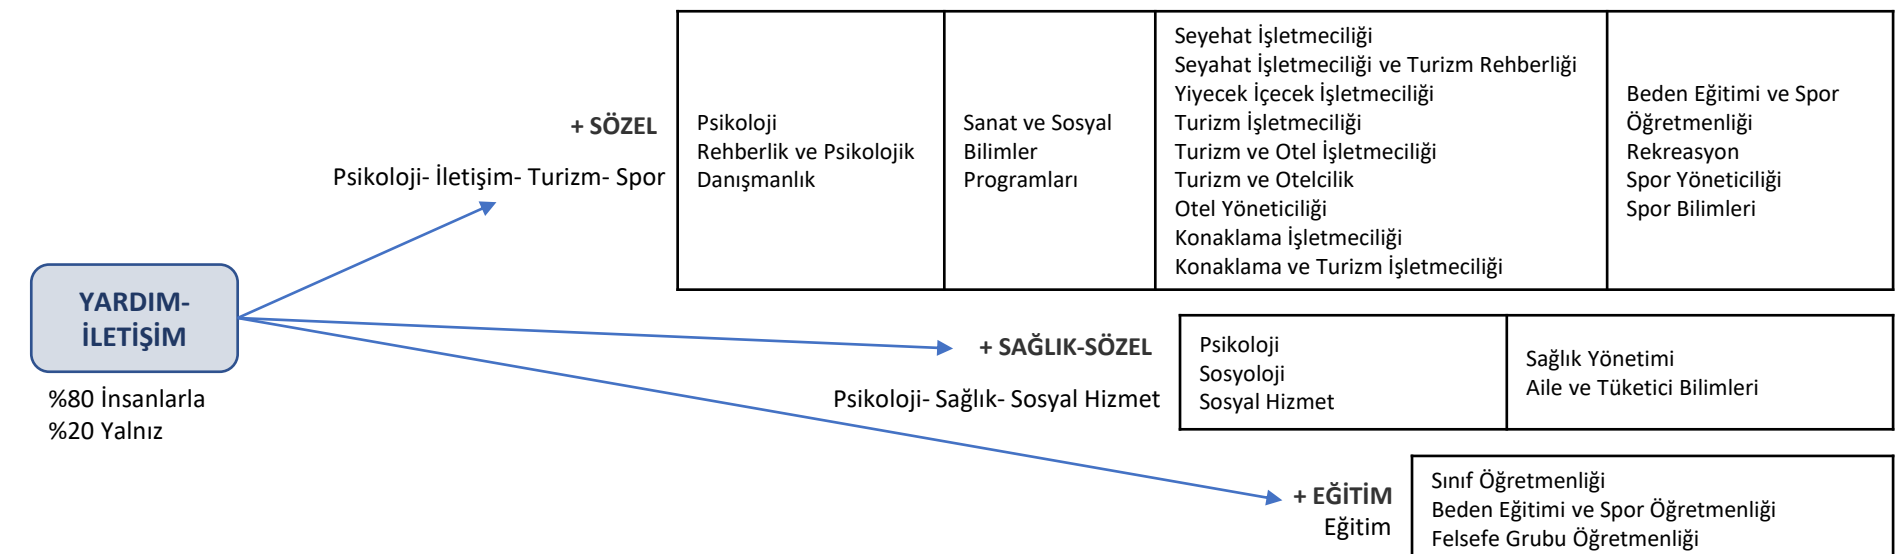 YARDIM-
İLETİŞİM
%80 İnsanlarla
%20 Yalnız
+ SÖZEL
Psikoloji- İletişim- Turizm- Spor
Psikoloji
Rehberlik ve Psikolojik
Danışmanlık
Sanat ve Sosyal
Bilimler
Programları
Seyehat İşletmeciliği
Seyahat İşletmeciliği ve Turizm Rehberliği
Yiyecek İçecek İşletmeciliği
Turizm İşletmeciliği
Turizm ve Otel İşletmeciliği
Turizm ve Otelcilik
Otel Yöneticiliği
Konaklama İşletmeciliği
Konaklama ve Turizm İşletmeciliği
Beden Eğitimi ve Spor
Öğretmenliği
Rekreasyon
Spor Yöneticiliği
Spor Bilimleri
+ SAĞLIK-SÖZEL
Psikoloji- Sağlık- Sosyal Hizmet
Psikoloji
Sosyoloji
Sosyal Hizmet
Sağlık Yönetimi
Aile ve Tüketici Bilimleri
+ EĞİTİM
Eğitim
Sınıf Öğretmenliği
Beden Eğitimi ve Spor Öğretmenliği
Felsefe Grubu Öğretmenliği